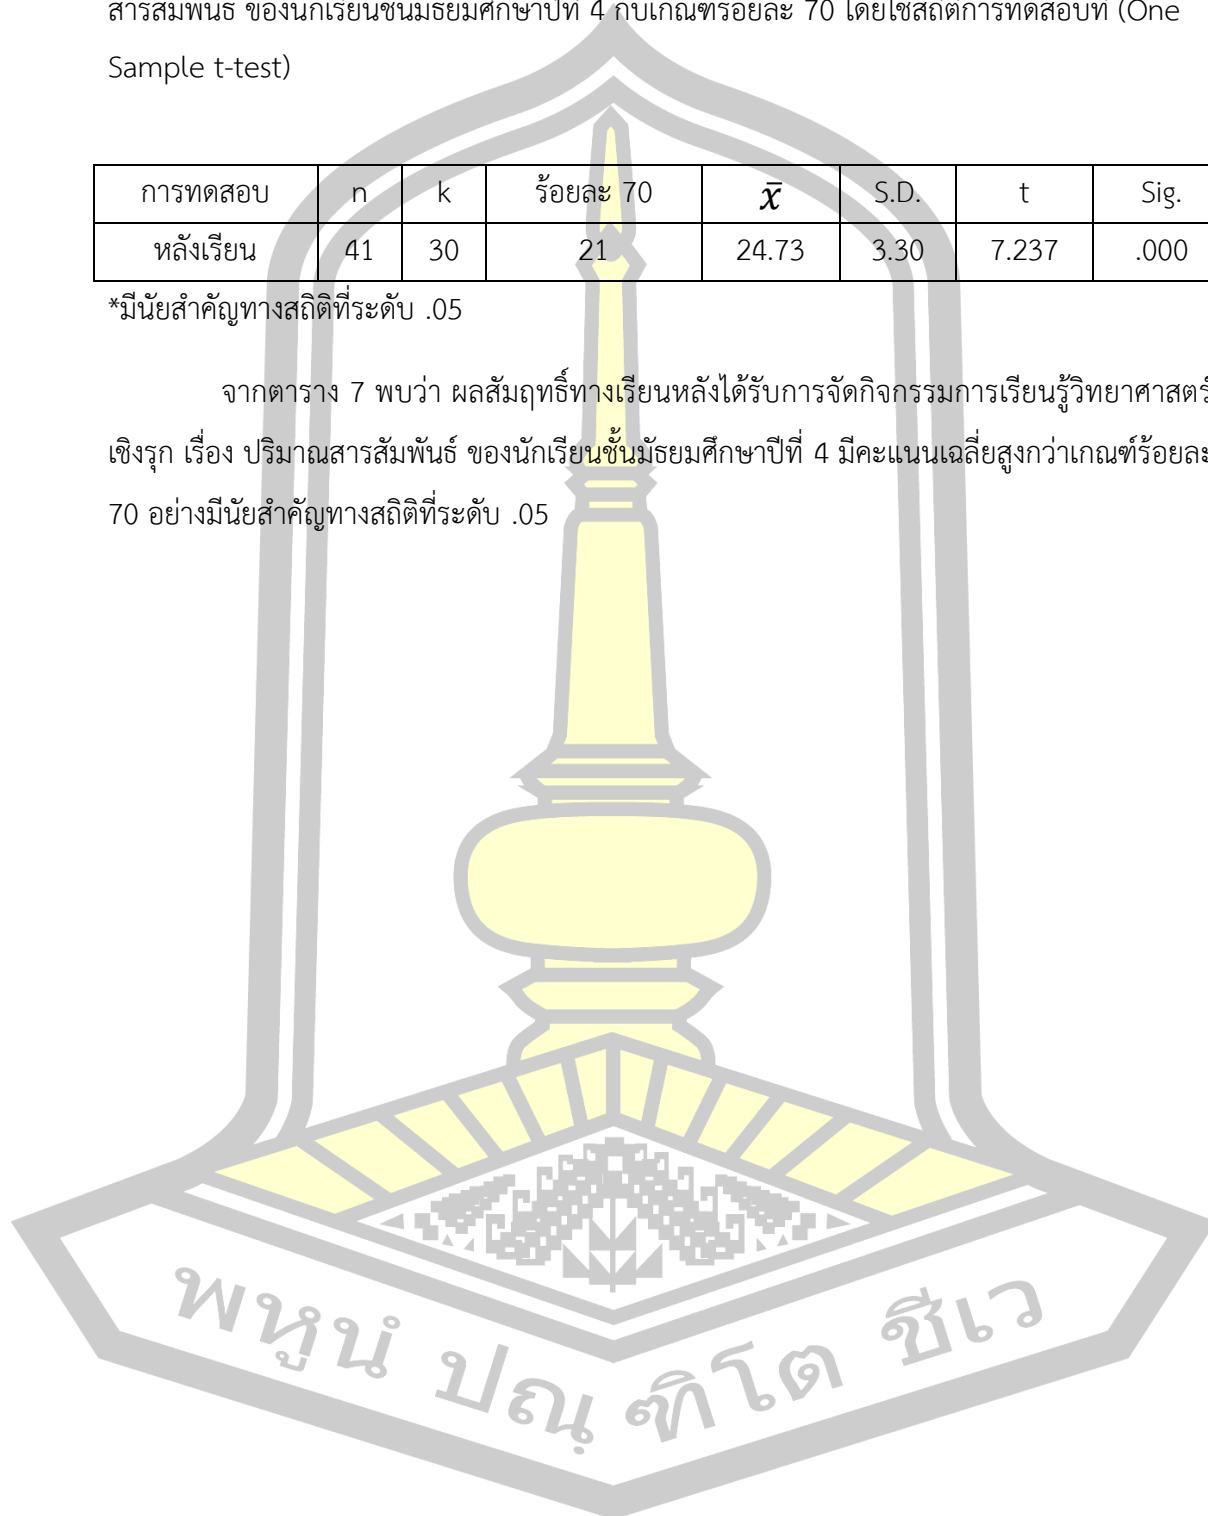 สารสัมพันธ์ ของนักเรียนชั้นมัธยมศึกษาปีที่ 4 กับเกณฑ์ร้อยละ 70 โดยใช้สถิติการทดสอบที (One
Sample t-test)
การทดสอบ n k ร้อยละ 70 x̄ S.D. t Sig.
หลังเรียน 41 30 21 24.73 3.30 7.237 .000
*มีนัยสำคัญทางสถิติที่ระดับ .05
จากตาราง 7 พบว่า ผลสัมฤทธิ์ทางเรียนหลังได้รับการจัดกิจกรรมการเรียนรู้วิทยาศาสตร์
เชิงรุก เรื่อง ปริมาณสารสัมพันธ์ ของนักเรียนชั้นมัธยมศึกษาปีที่ 4 มีคะแนนเฉลี่ยสูงกว่าเกณฑ์ร้อยละ
70 อย่างมีนัยสำคัญทางสถิติที่ระดับ .05
พหูนํ ปณฺฑิโต ชีเว